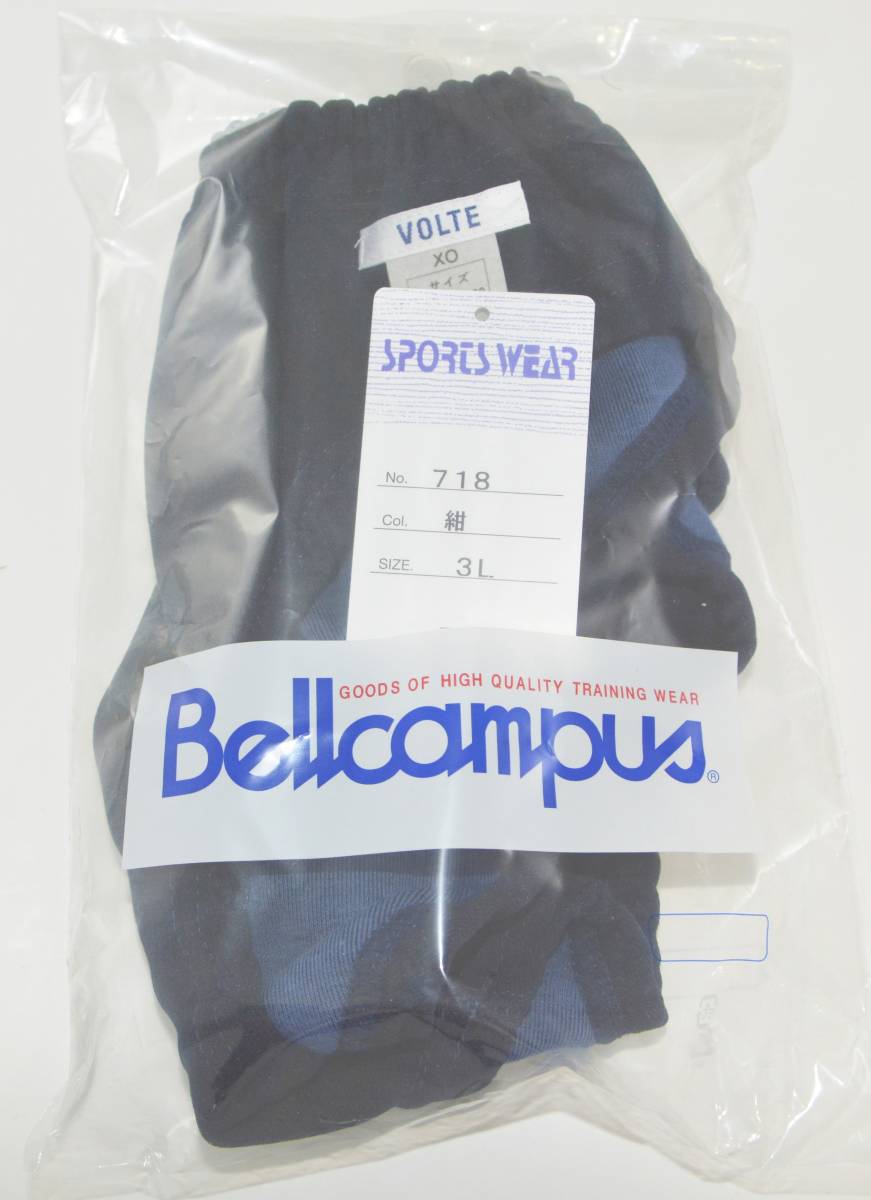 VOLTE
XO
サイズ
SPORTS WEAR
No. 718
Col. 紺
SIZE. 3L.
GOODS OF HIGH QUALITY TRAINING WEAR
Bellcampus®